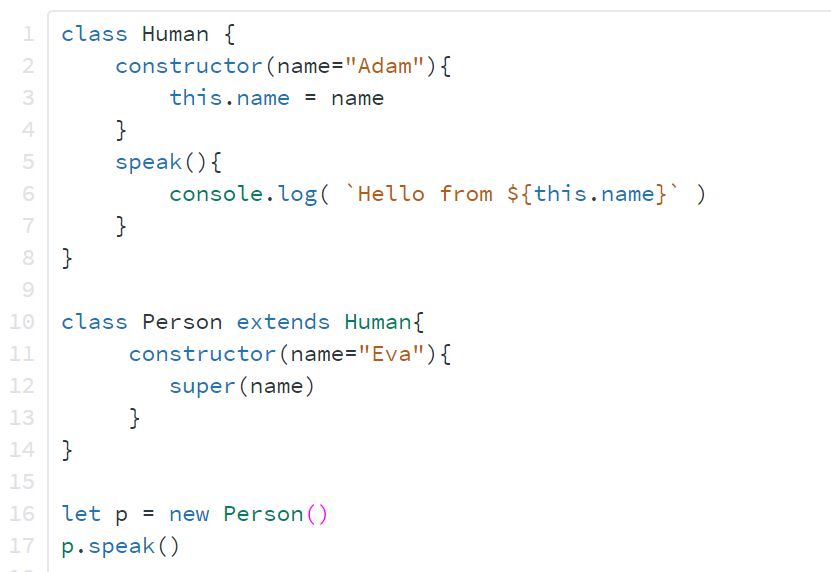 1 class Human {
2     constructor(name="Adam"){
3         this.name = name
4     }
5     speak(){
6         console.log( `Hello from ${this.name}` )
7     }
8 }
9
10 class Person extends Human{
11      constructor(name="Eva"){
12         super(name)
13      }
14 }
15
16 let p = new Person()
17 p.speak()